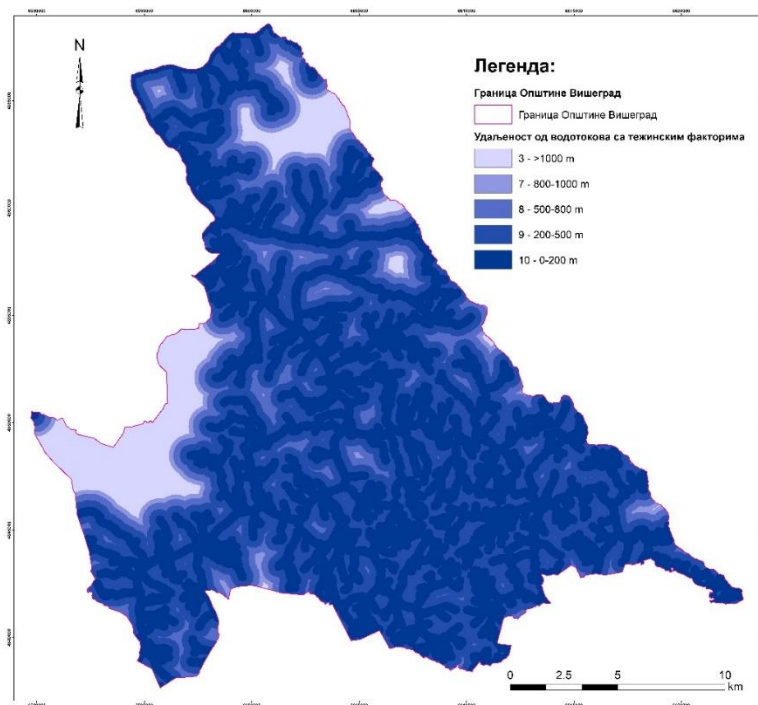 N
Легенда:
Граница Општине Вишеград
Граница Општине Вишеград
Удаљеност од водотокова са тежинским факторима
3 - >1000 m
7 - 800-1000 m
8 - 500-800 m
9 - 200-500 m
10 - 0-200 m
0 2.5 5 10
km